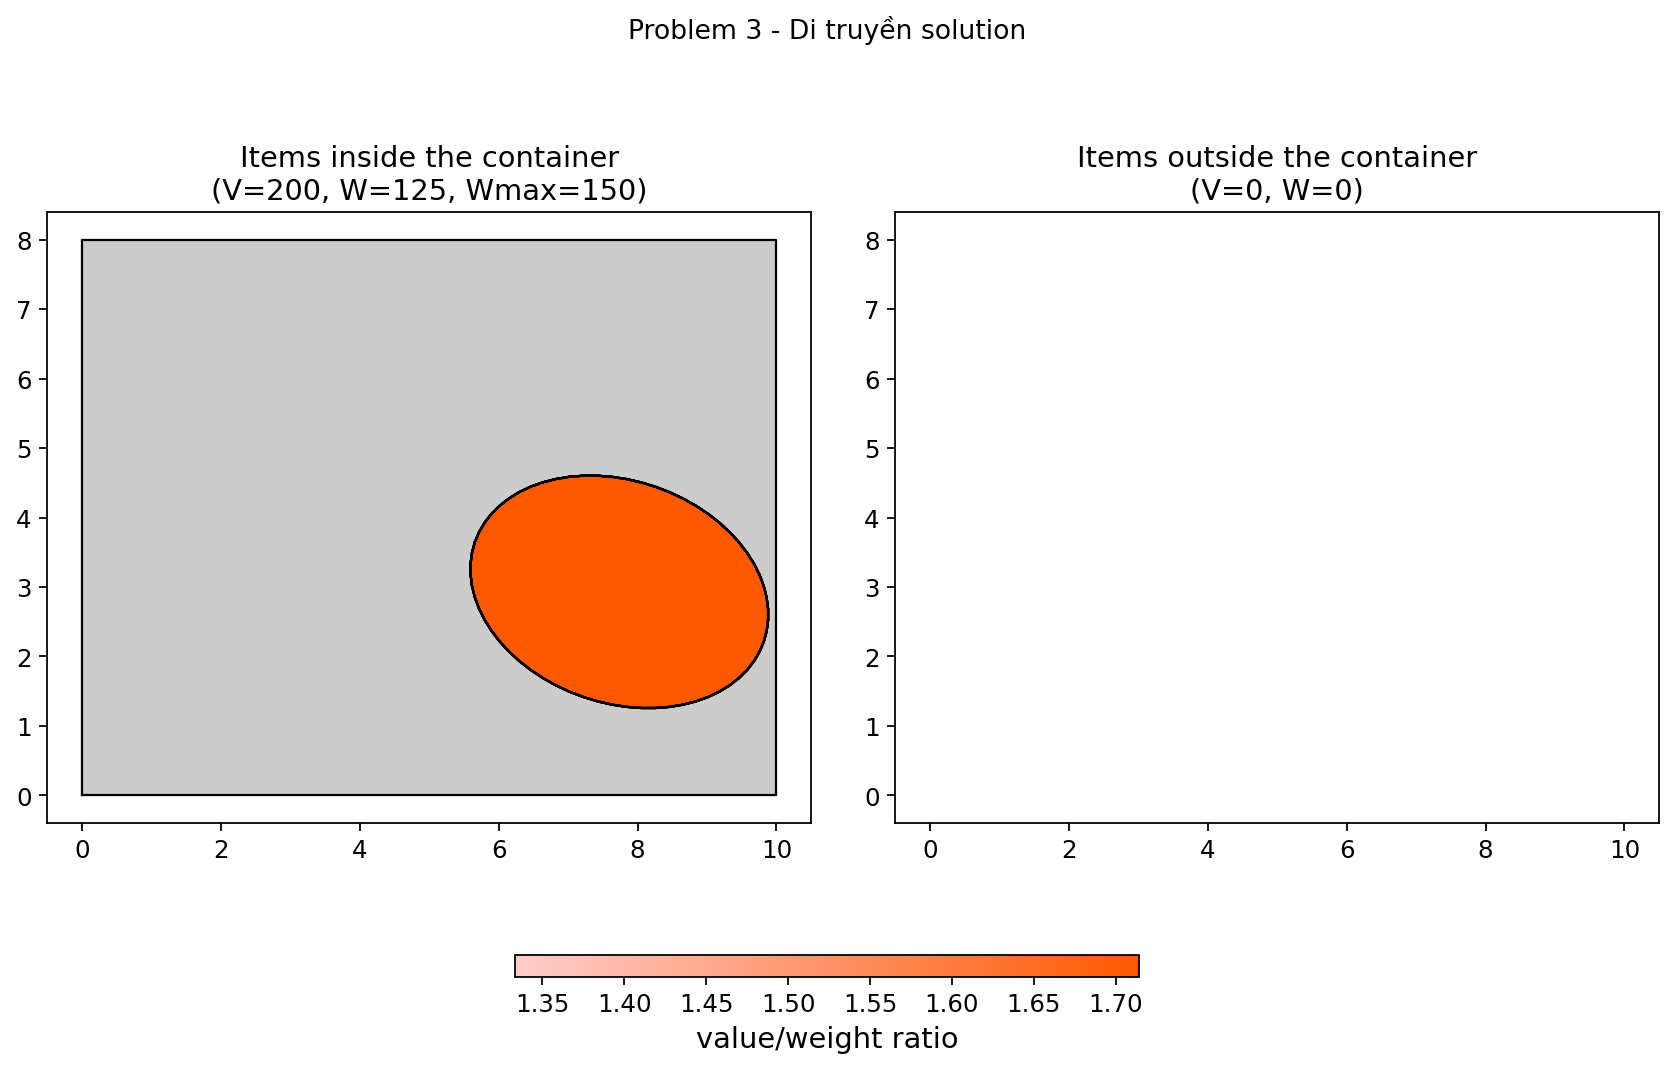 Problem 3 - Di truyền solution
Items inside the container
(V=200, W=125, Wmax=150)
8
7
6
5
4
3
2
1
0
0 2 4 6 8 10
Items outside the container
(V=0, W=0)
8
7
6
5
4
3
2
1
0
0 2 4 6 8 10
1.35 1.40 1.45 1.50 1.55 1.60 1.65 1.70
value/weight ratio